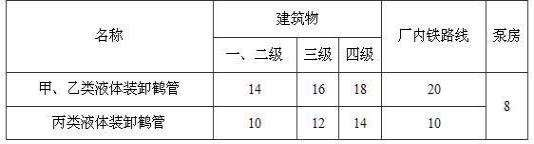 名称 建筑物 厂内铁路线 泵房
一、二级 三级 四级
甲、乙类液体装卸鹤管 14 16 18 20 8
丙类液体装卸鹤管 10 12 14 10